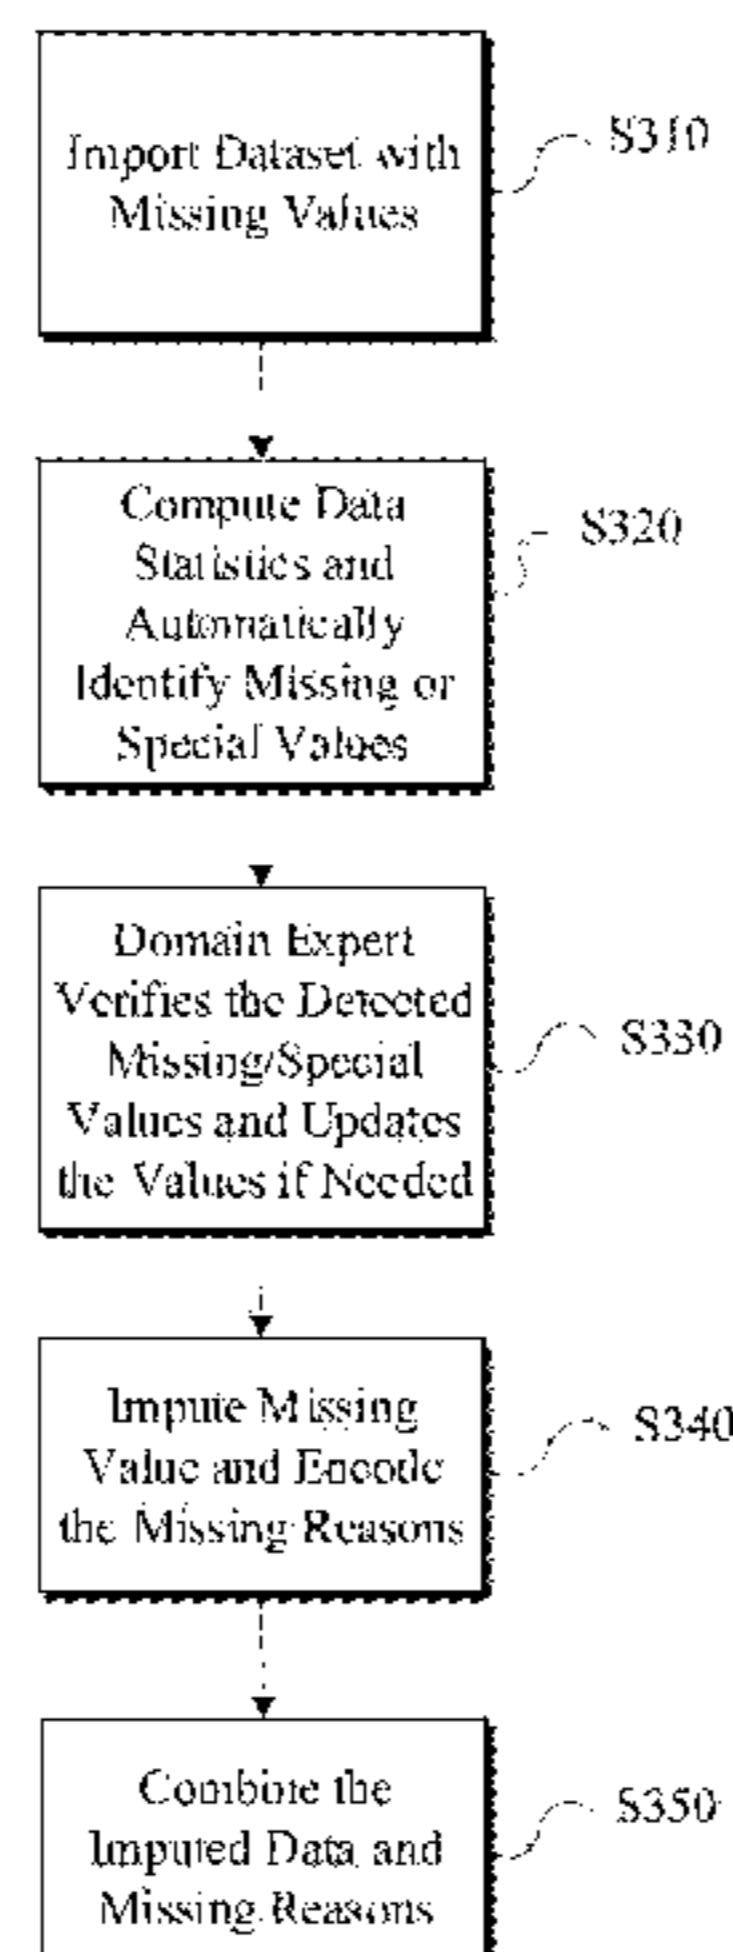 Import Dataset with
Missing Values
S310
Compute Data
Statistics and
Automatically
Identify Missing or
Special Values
S320
Domain Expert
Verifies the Detected
Missing/Special
Values and Updates
the Values if Needed
S330
Impute Missing
Value and Encode
the Missing Reasons
S340
Combine the
Imputed Data and
Missing Reasons
S350